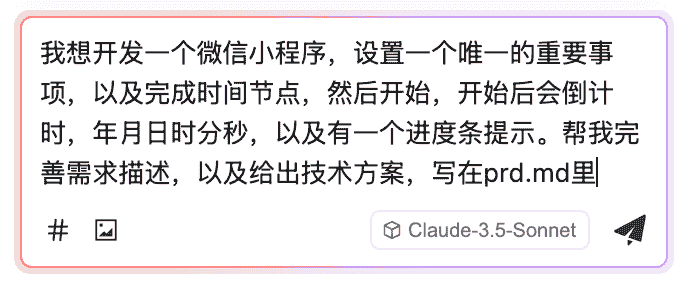 我想开发一个微信小程序，设置一个唯一的重要事
项，以及完成时间节点，然后开始，开始后会倒计
时，年月日时分秒，以及有一个进度条提示。帮我完
善需求描述，以及给出技术方案，写在prd.md里
# Claude-3.5-Sonnet